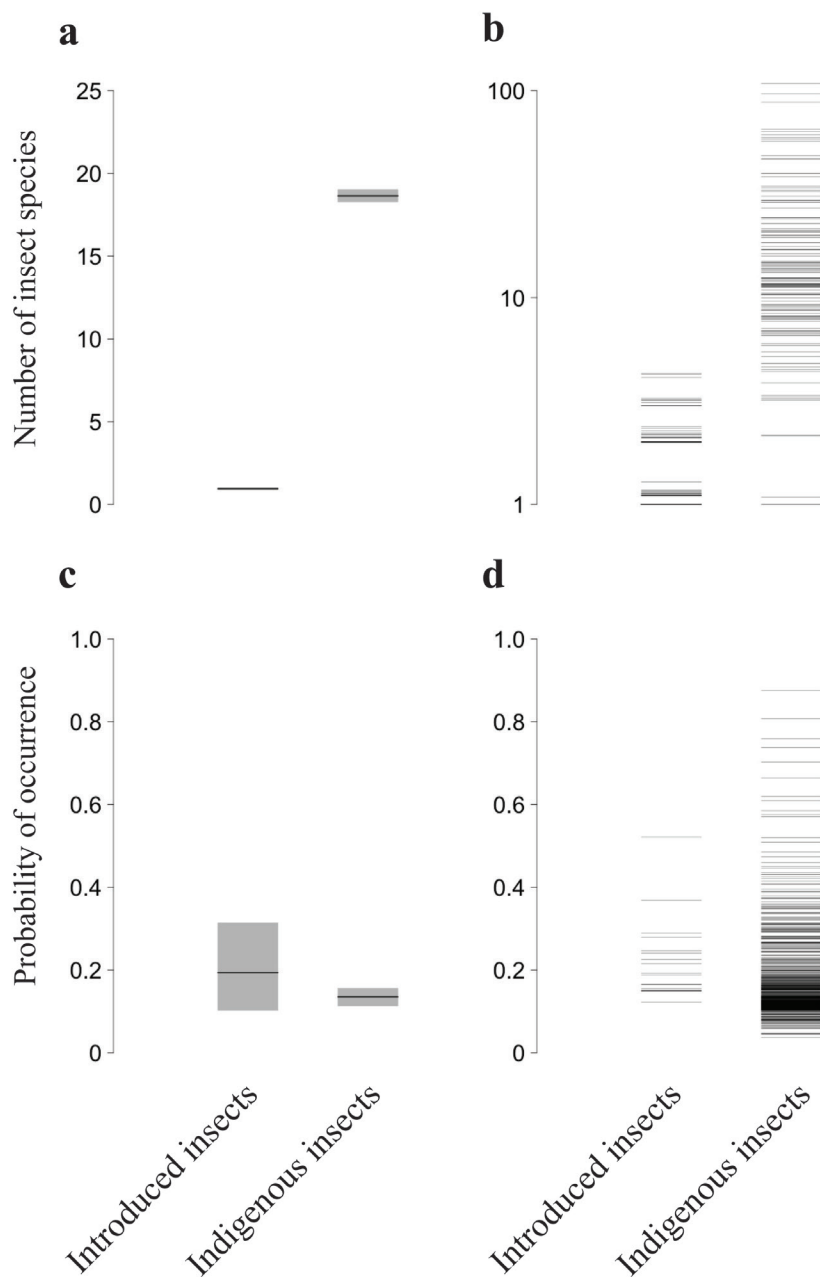 a
b
Number of insect species
25
20
15
10
5
0
100
10
1
c
d
Probability of occurrence
1.0
0.8
0.6
0.4
0.2
0
1.0
0.8
0.6
0.4
0.2
0
Introduced insects
Indigenous insects
Introduced insects
Indigenous insects